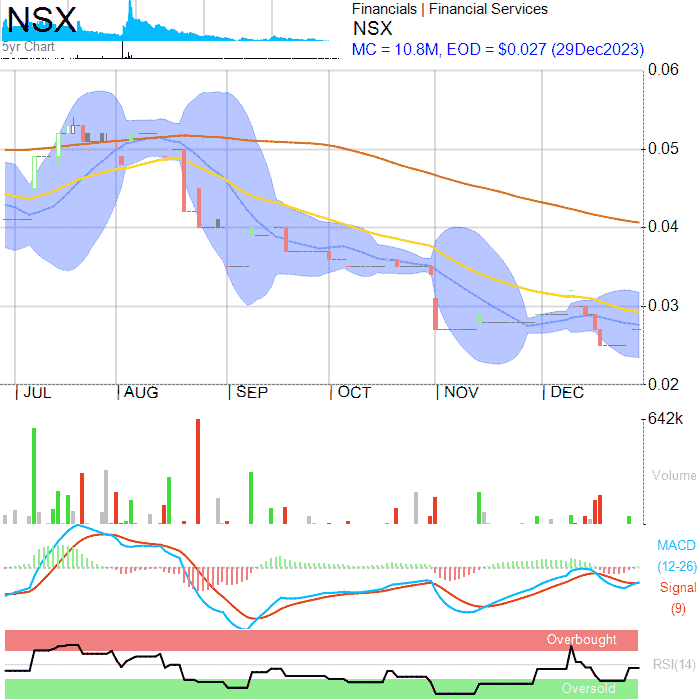 NSX
5yr Chart
Financials | Financial Services
NSX
MC = 10.8M, EOD = $0.027 (29Dec2023)
0.06
0.05
0.04
0.03
0.02
| JUL | AUG | SEP | OCT | NOV | DEC
642k
Volume
MACD
(12-26)
Signal
(9)
Overbought
RSI(14)
Oversold